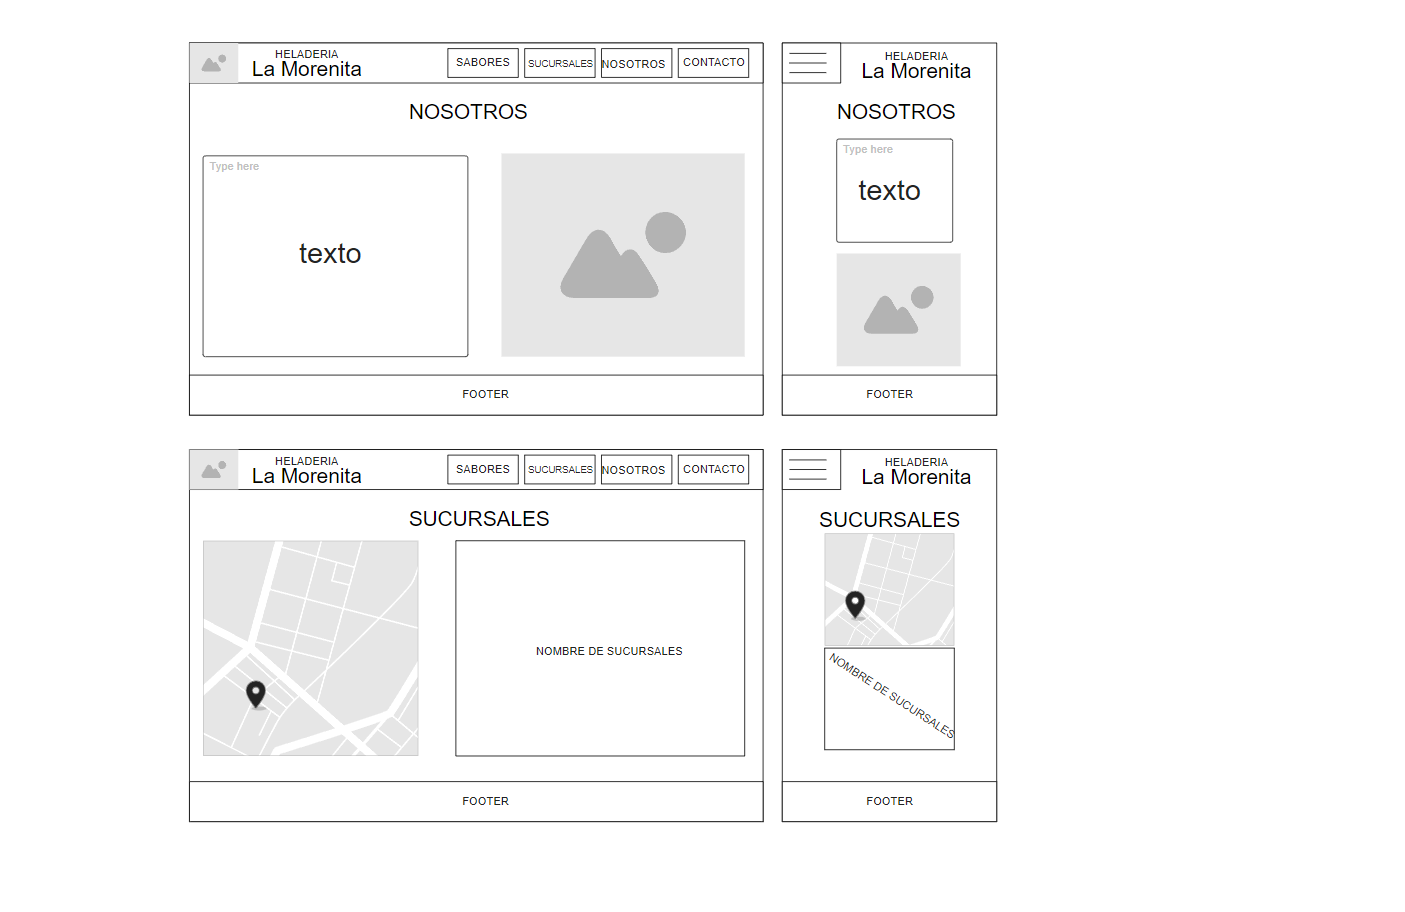 HELADERIA
La Morenita
SABORES
SUCURSALES
NOSOTROS
CONTACTO
NOSOTROS
Type here
texto
FOOTER
HELADERIA
La Morenita
NOSOTROS
Type here
texto
FOOTER
HELADERIA
La Morenita
SABORES
SUCURSALES
NOSOTROS
CONTACTO
SUCURSALES
NOMBRE DE SUCURSALES
FOOTER
HELADERIA
La Morenita
SUCURSALES
NOMBRE DE SUCURSALES
FOOTER